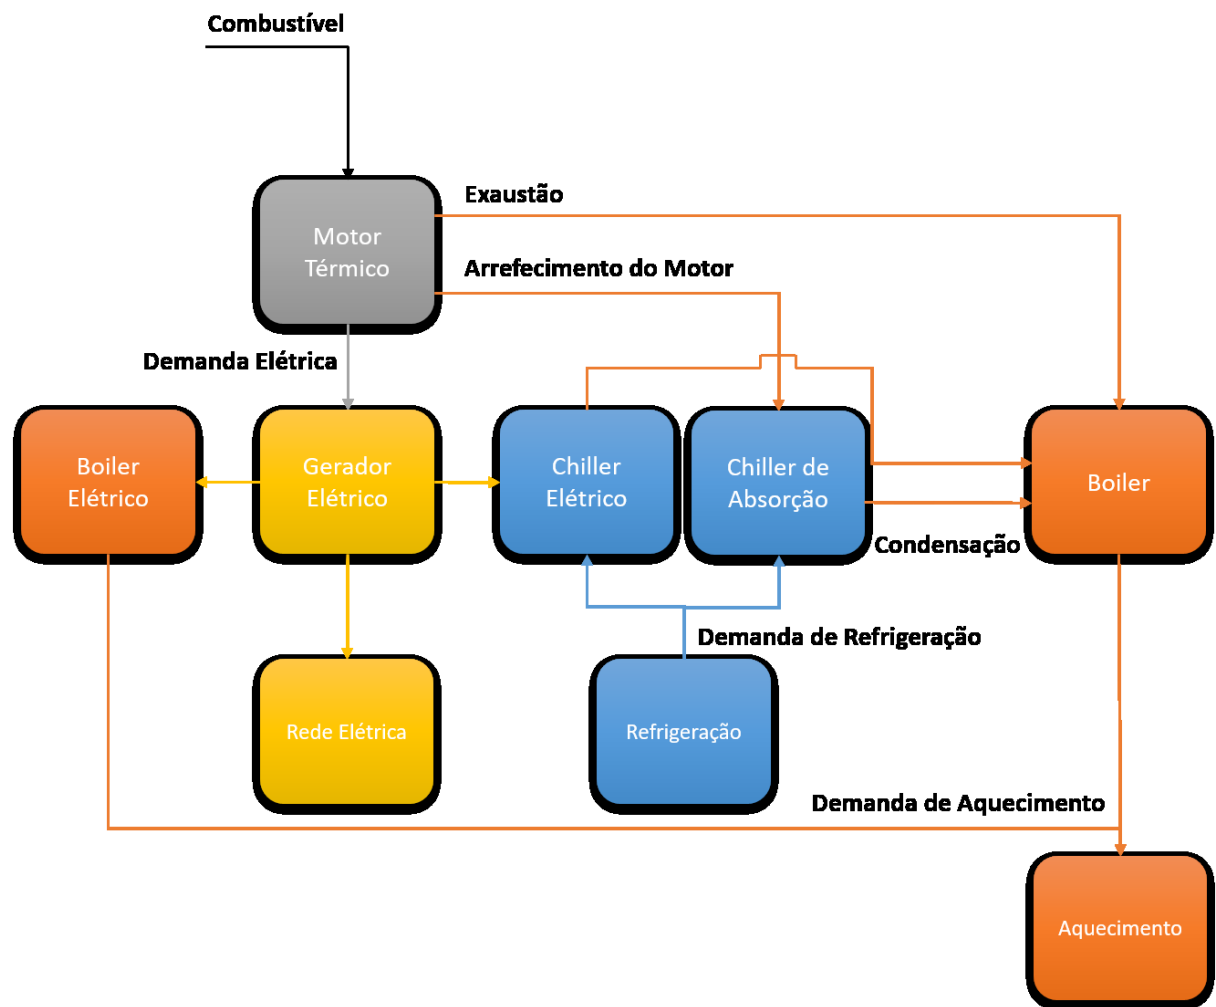 Combustível
Exaustão
Motor
Térmico
Arrefecimento do Motor
Demanda Elétrica
Boiler
Elétrico
Gerador
Elétrico
Chiller
Elétrico
Chiller de
Absorção
Boiler
Condensação
Demanda de Refrigeração
Rede Elétrica
Refrigeração
Demanda de Aquecimento
Aquecimento